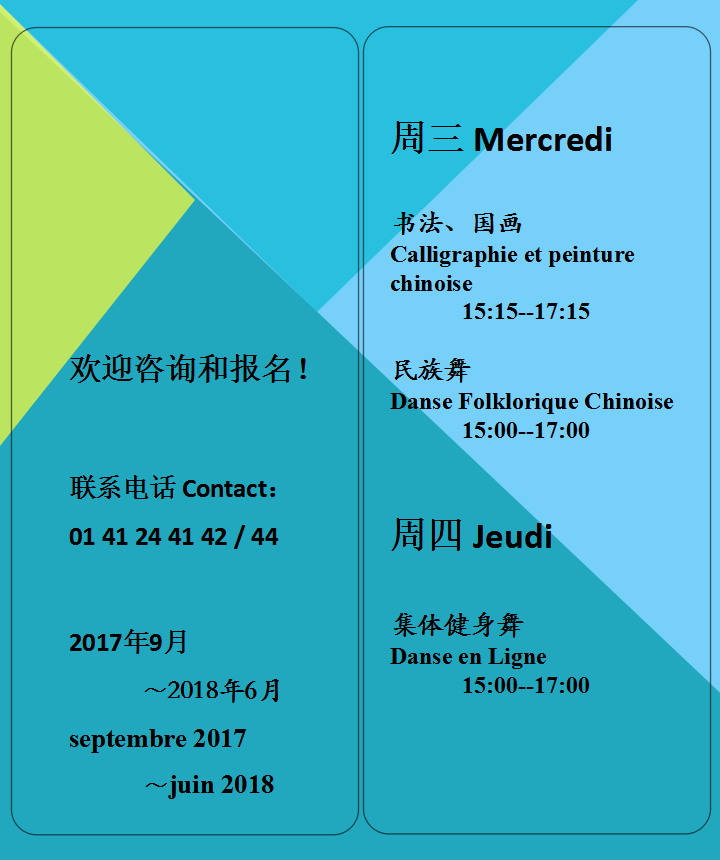 欢迎咨询和报名！
联系电话 Contact：
01 41 24 41 42 / 44
2017年9月
～2018年6月
septembre 2017
～juin 2018
周三 Mercredi
书法、国画
Calligraphie et peinture
chinoise
15:15--17:15
民族舞
Danse Folklorique Chinoise
15:00--17:00
周四 Jeudi
集体健身舞
Danse en Ligne
15:00--17:00